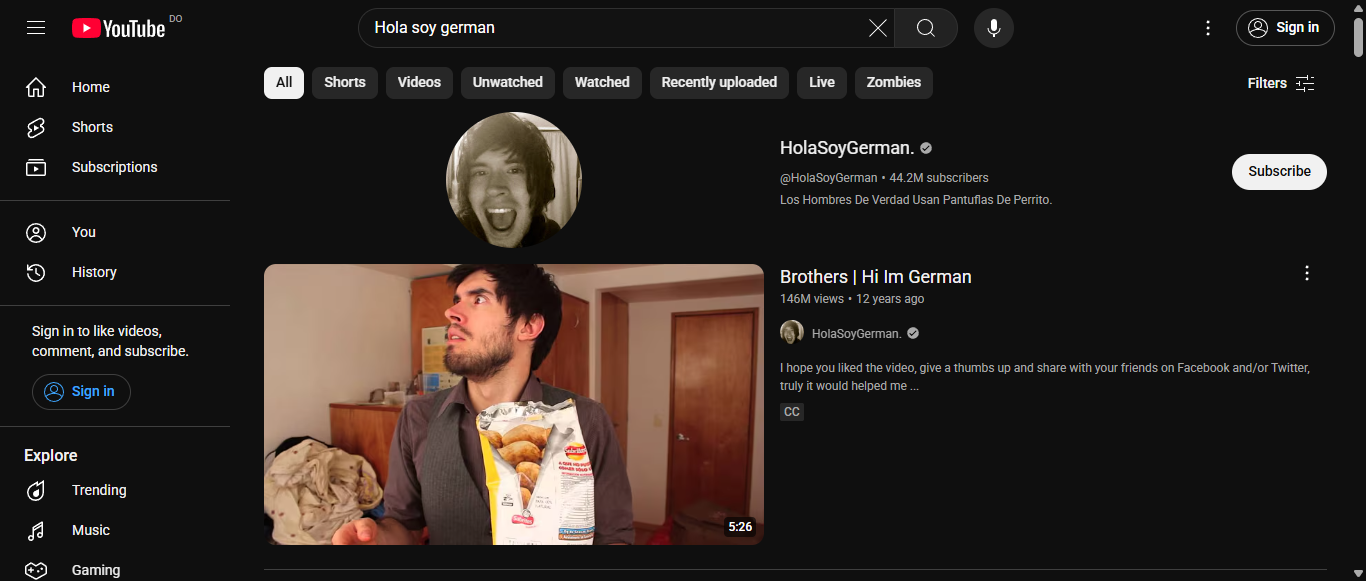 YouTube DO
Hola soy german
Sign in
Home
Shorts
Subscriptions
You
History
Sign in to like videos,
comment, and subscribe.
Sign in
Explore
Trending
Music
Gaming
All Shorts Videos Unwatched Watched Recently uploaded Live Zombies
Filters
HolaSoyGerman.
@HolaSoyGerman • 44.2M subscribers
Los Hombres De Verdad Usan Pantuflas De Perrito.
Subscribe
5:26
Brothers | Hi Im German
146M views • 12 years ago
HolaSoyGerman.
I hope you liked the video, give a thumbs up and share with your friends on Facebook and/or Twitter,
truly it would helped me ...
CC